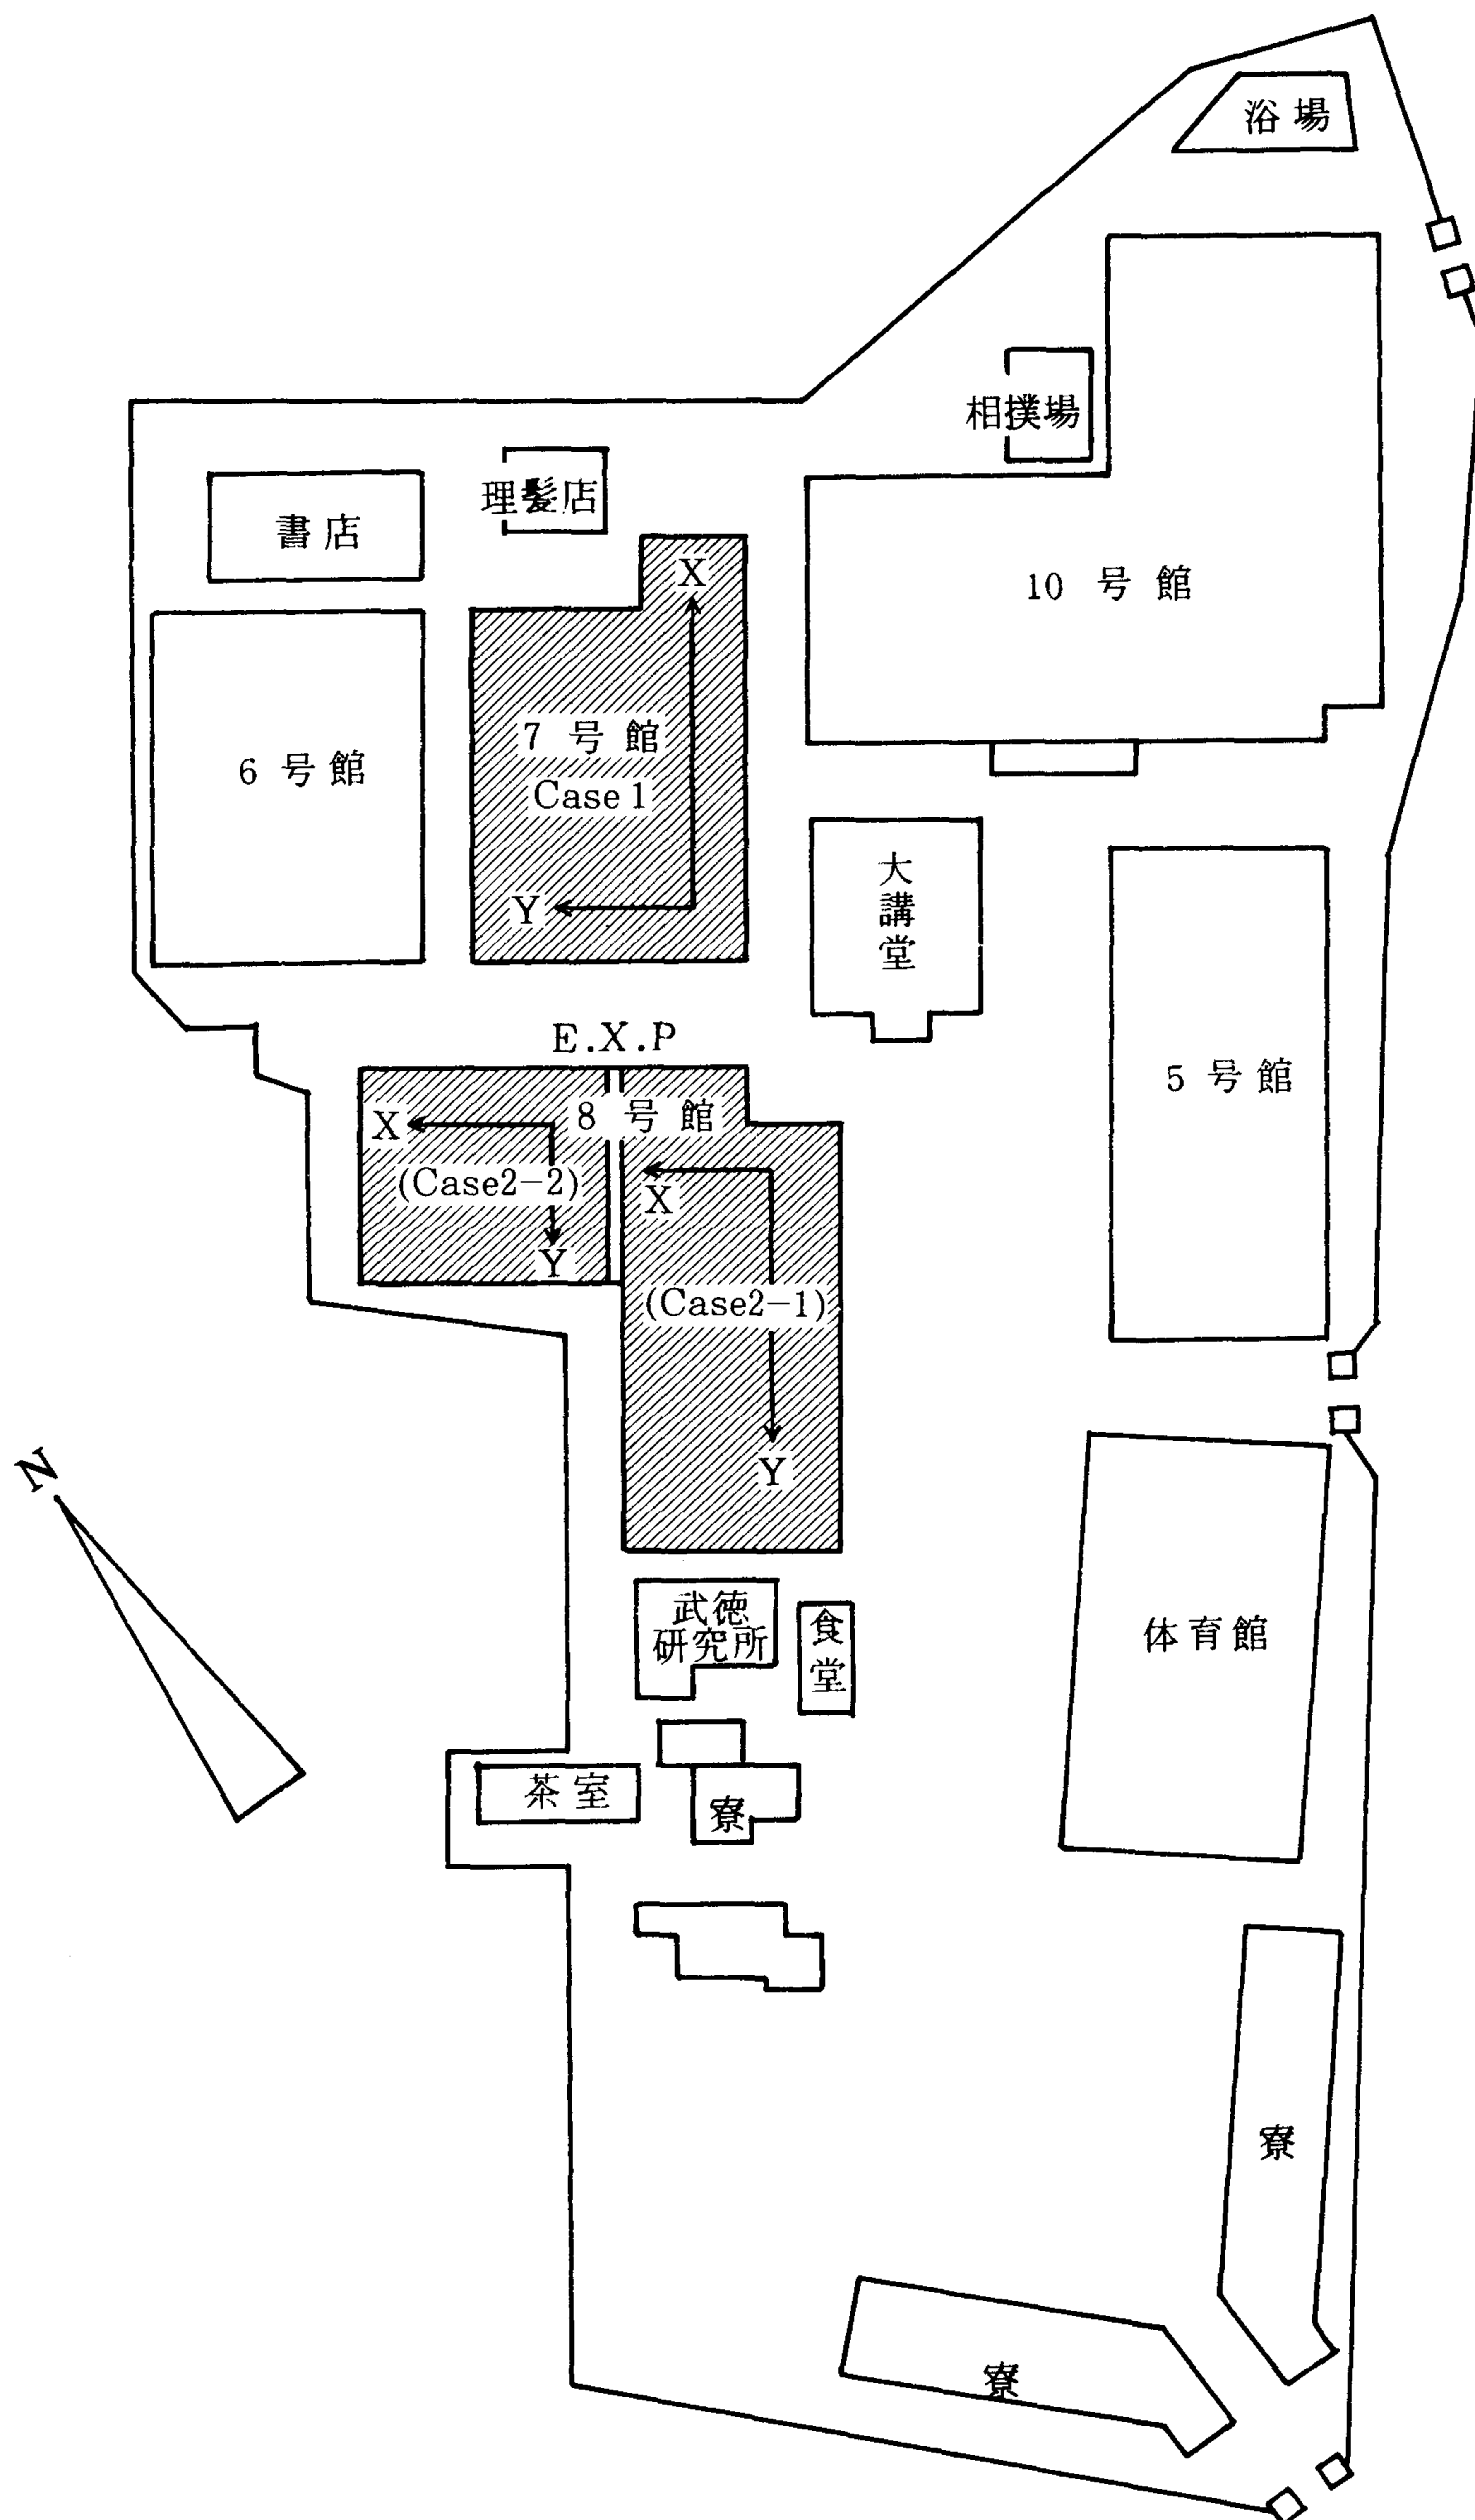 浴場
相撲場
理髪店
書店
X
10号館
7号館
Case 1
6号館
Y
大講堂
E.X.P
5号館
8号館
X
(Case2-2)
X
Y
(Case2-1)
Y
N
武徳
研究所
食堂
体育館
茶室
寮
寮
寮